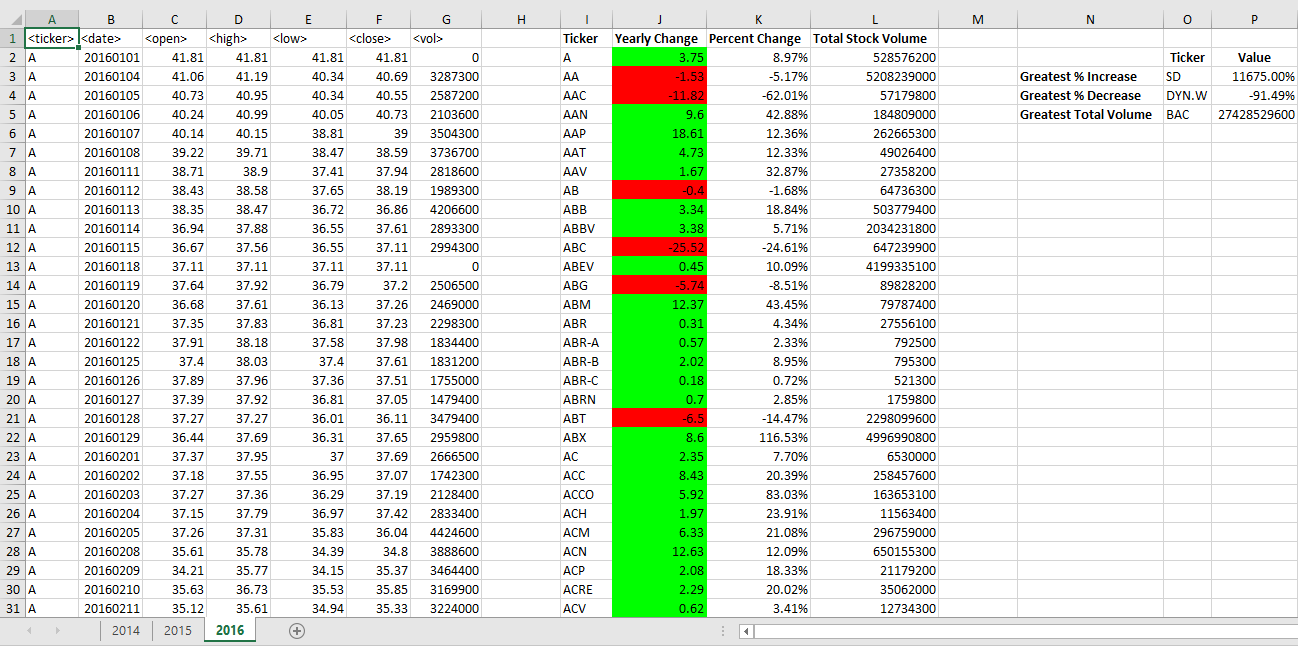 A B C D E F G H I J K L M N O P
1 <ticker> <date> <open> <high> <low> <close> <vol> Ticker Yearly Change Percent Change Total Stock Volume
2 A 20160101 41.81 41.81 41.81 41.81 0 A 3.75 8.97% 528576200 Ticker Value
3 A 20160104 41.06 41.19 40.34 40.69 3287300 AA -1.53 -5.17% 5208239000 Greatest % Increase SD 11675.00%
4 A 20160105 40.73 40.95 40.34 40.55 2587200 AAC -11.82 -62.01% 57179800 Greatest % Decrease DYN.W -91.49%
5 A 20160106 40.24 40.99 40.05 40.73 2103600 AAN 9.6 42.88% 184809000 Greatest Total Volume BAC 27428529600
6 A 20160107 40.14 40.15 38.81 39 3504300 AAP 18.61 12.36% 262665300
7 A 20160108 39.22 39.71 38.47 38.59 3736700 AAT 4.73 12.33% 49026400
8 A 20160111 38.71 38.9 37.41 37.94 2818600 AAV 1.67 32.87% 27358200
9 A 20160112 38.43 38.58 37.65 38.19 1989300 AB -0.4 -1.68% 64736300
10 A 20160113 38.35 38.47 36.72 36.86 4206600 ABB 3.34 18.84% 503779400
11 A 20160114 36.94 37.88 36.55 37.61 2893300 ABBV 3.38 5.71% 2034231800
12 A 20160115 36.67 37.56 36.55 37.11 2994300 ABC -25.52 -24.61% 647239900
13 A 20160118 37.11 37.11 37.11 37.11 0 ABEV 0.45 10.09% 4199335100
14 A 20160119 37.64 37.92 36.79 37.2 2506500 ABG -5.74 -8.51% 89828200
15 A 20160120 36.68 37.61 36.13 37.26 2469000 ABM 12.37 43.45% 79787400
16 A 20160121 37.35 37.83 36.81 37.23 2298300 ABR 0.31 4.34% 27556100
17 A 20160122 37.91 38.18 37.58 37.98 1834400 ABR-A 0.57 2.33% 792500
18 A 20160125 37.4 38.03 37.4 37.61 1831200 ABR-B 2.02 8.95% 795300
19 A 20160126 37.89 37.96 37.36 37.51 1755000 ABR-C 0.18 0.72% 521300
20 A 20160127 37.39 37.92 36.81 37.05 1479400 ABRN 0.7 2.85% 1759800
21 A 20160128 37.27 37.27 36.01 36.11 3479400 ABT -6.5 -14.47% 2298099600
22 A 20160129 36.44 37.69 36.31 37.65 2959800 ABX 8.6 116.53% 4996990800
23 A 20160201 37.37 37.95 37 37.69 2666500 AC 2.35 7.70% 6530000
24 A 20160202 37.18 37.55 36.95 37.07 1742300 ACC 8.43 20.39% 258457600
25 A 20160203 37.27 37.36 36.29 37.19 2128400 ACCO 5.92 83.03% 163653100
26 A 20160204 37.15 37.79 36.97 37.42 2833400 ACH 1.97 23.91% 11563400
27 A 20160205 37.26 37.31 35.83 36.04 4424600 ACM 6.33 21.08% 296759000
28 A 20160208 35.61 35.78 34.39 34.8 3888600 ACN 12.63 12.09% 650155300
29 A 20160209 34.21 35.77 34.15 35.37 3464400 ACP 2.08 18.33% 21179200
30 A 20160210 35.63 36.73 35.53 35.85 3169900 ACRE 2.29 20.02% 35062000
31 A 20160211 35.12 35.61 34.94 35.33 3224000 ACV 0.62 3.41% 12734300
2014 2015 2016